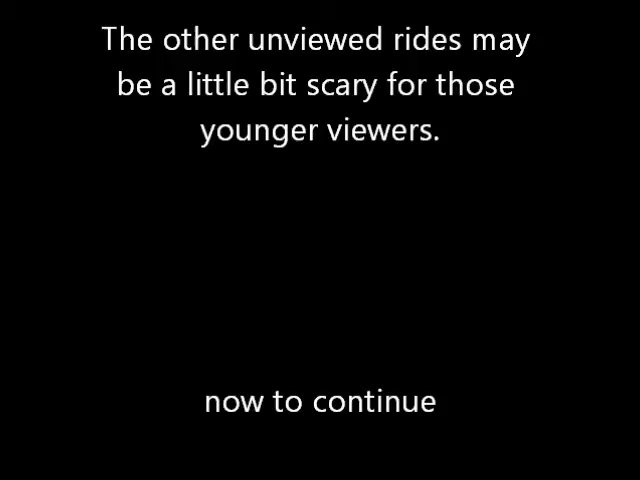 The other unviewed rides may
be a little bit scary for those
younger viewers.
now to continue